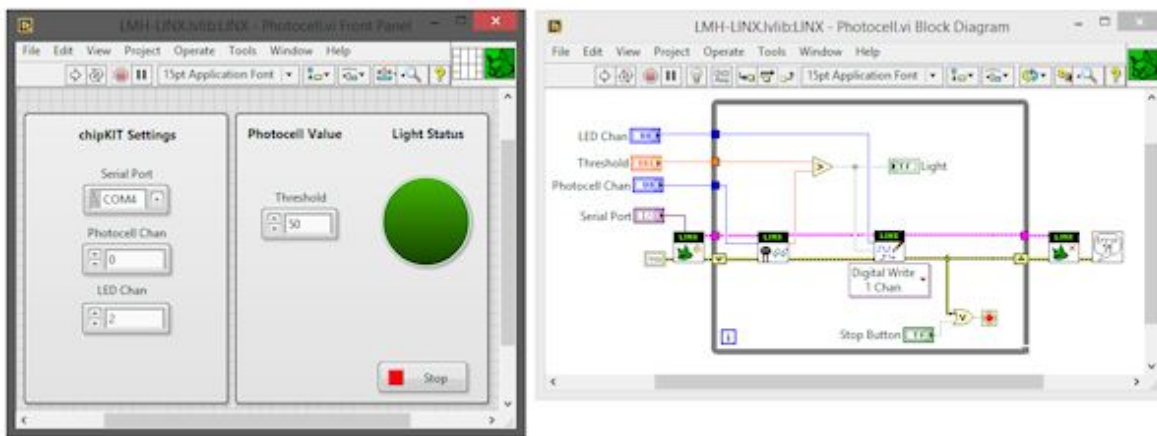 LMH-LINX.lvlib:LINX - Photocell.vi Front Panel
File Edit View Project Operate Tools Window Help
15pt Application Font
chipKIT Settings
Serial Port
COM4
Photocell Chan
0
LED Chan
2
Photocell Value
Threshold
50
Light Status
Stop
LMH-LINX.lvlib:LINX - Photocell.vi Block Diagram
File Edit View Project Operate Tools Window Help
15pt Application Font
LED Chan
Threshold
Photocell Chan
Serial Port
>
TF Light
LINX
LINX
LINX
LINX
Digital Write
1 Chan
Stop Button
TF
V
i